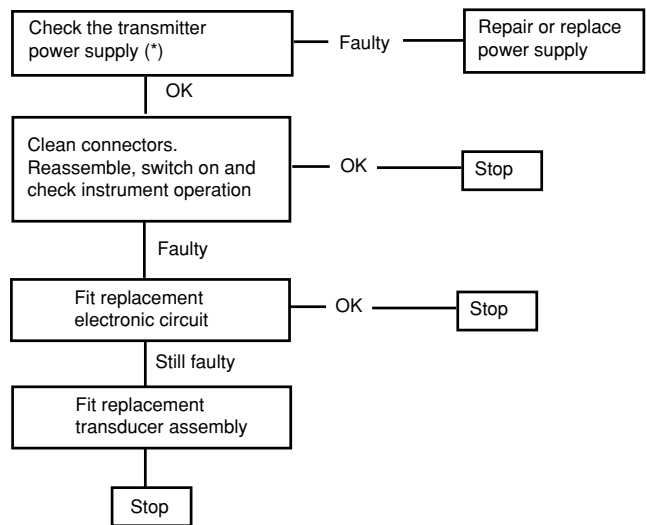 Check the transmitter
power supply (*)
Faulty
Repair or replace
power supply
OK
Clean connectors.
Reassemble, switch on and
check instrument operation
OK
Stop
Faulty
Fit replacement
electronic circuit
OK
Stop
Still faulty
Fit replacement
transducer assembly
Stop